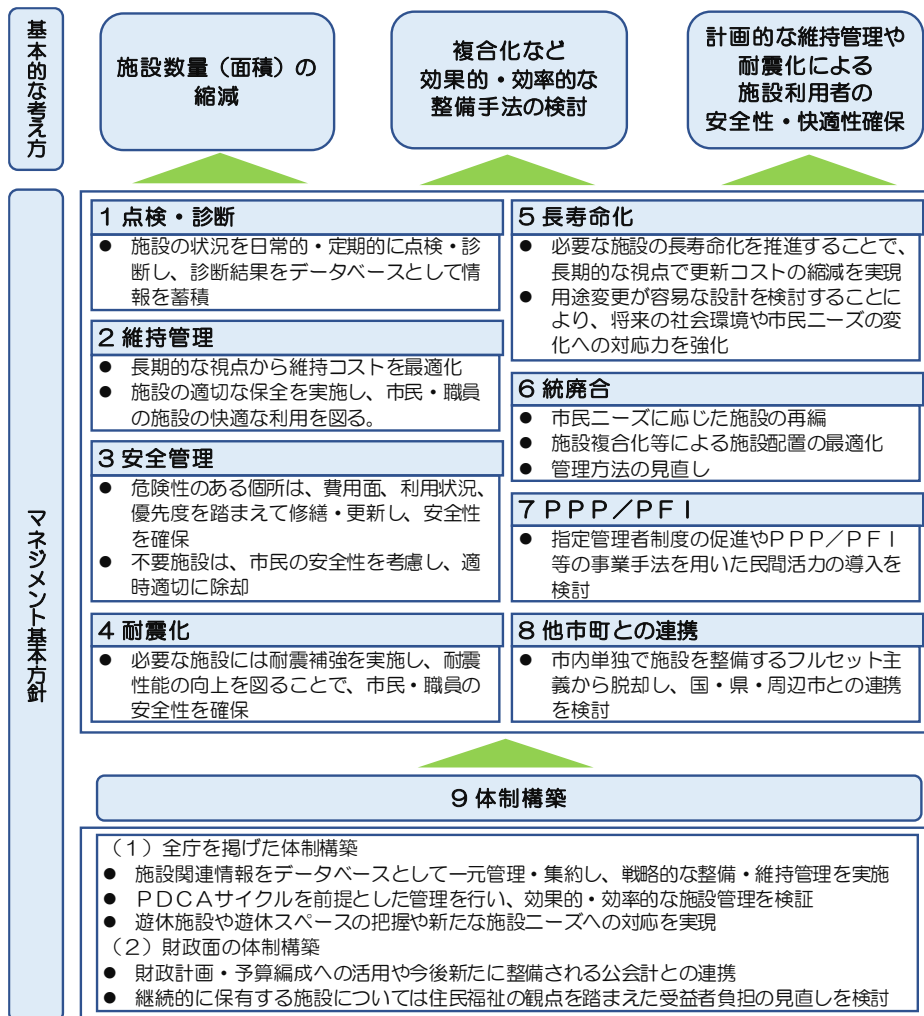 基本的な考え方
施設数量（面積）の
縮減
複合化など
効果的・効率的な
整備手法の検討
計画的な維持管理や
耐震化による
施設利用者の
安全性・快適性確保
マネジメント基本方針
1 点検・診断
● 施設の状況を日常的・定期的に点検・診
断し、診断結果をデータベースとして情
報を蓄積
2 維持管理
● 長期的な視点から維持コストを最適化
● 施設の適切な保全を実施し、市民・職員
の施設の快適な利用を図る。
3 安全管理
● 危険性のある個所は、費用面、利用状況、
優先度を踏まえて修繕・更新し、安全性
を確保
● 不要施設は、市民の安全性を考慮し、適
時適切に除却
4 耐震化
● 必要な施設には耐震補強を実施し、耐震
性能の向上を図ることで、市民・職員の
安全性を確保
5 長寿命化
● 必要な施設の長寿命化を推進することで、
長期的な視点で更新コストの縮減を実現
● 用途変更が容易な設計を検討することに
より、将来の社会環境や市民ニーズの変
化への対応力を強化
6 統廃合
● 市民ニーズに応じた施設の再編
● 施設複合化等による施設配置の最適化
● 管理方法の見直し
7 ＰＰＰ／ＰＦＩ
● 指定管理者制度の促進やＰＰＰ／ＰＦＩ
等の事業手法を用いた民間活力の導入を
検討
8 他市町との連携
● 市内単独で施設を整備するフルセット主
義から脱却し、国・県・周辺市との連携
を検討
9 体制構築
（１）全庁を掲げた体制構築
● 施設関連情報をデータベースとして一元管理・集約し、戦略的な整備・維持管理を実施
● ＰＤＣＡサイクルを前提とした管理を行い、効果的・効率的な施設管理を検証
● 遊休施設や遊休スペースの把握や新たな施設ニーズへの対応を実現
（２）財政面の体制構築
● 財政計画・予算編成への活用や今後新たに整備される公会計との連携
● 継続的に保有する施設については住民福祉の観点を踏まえた受益者負担の見直しを検討